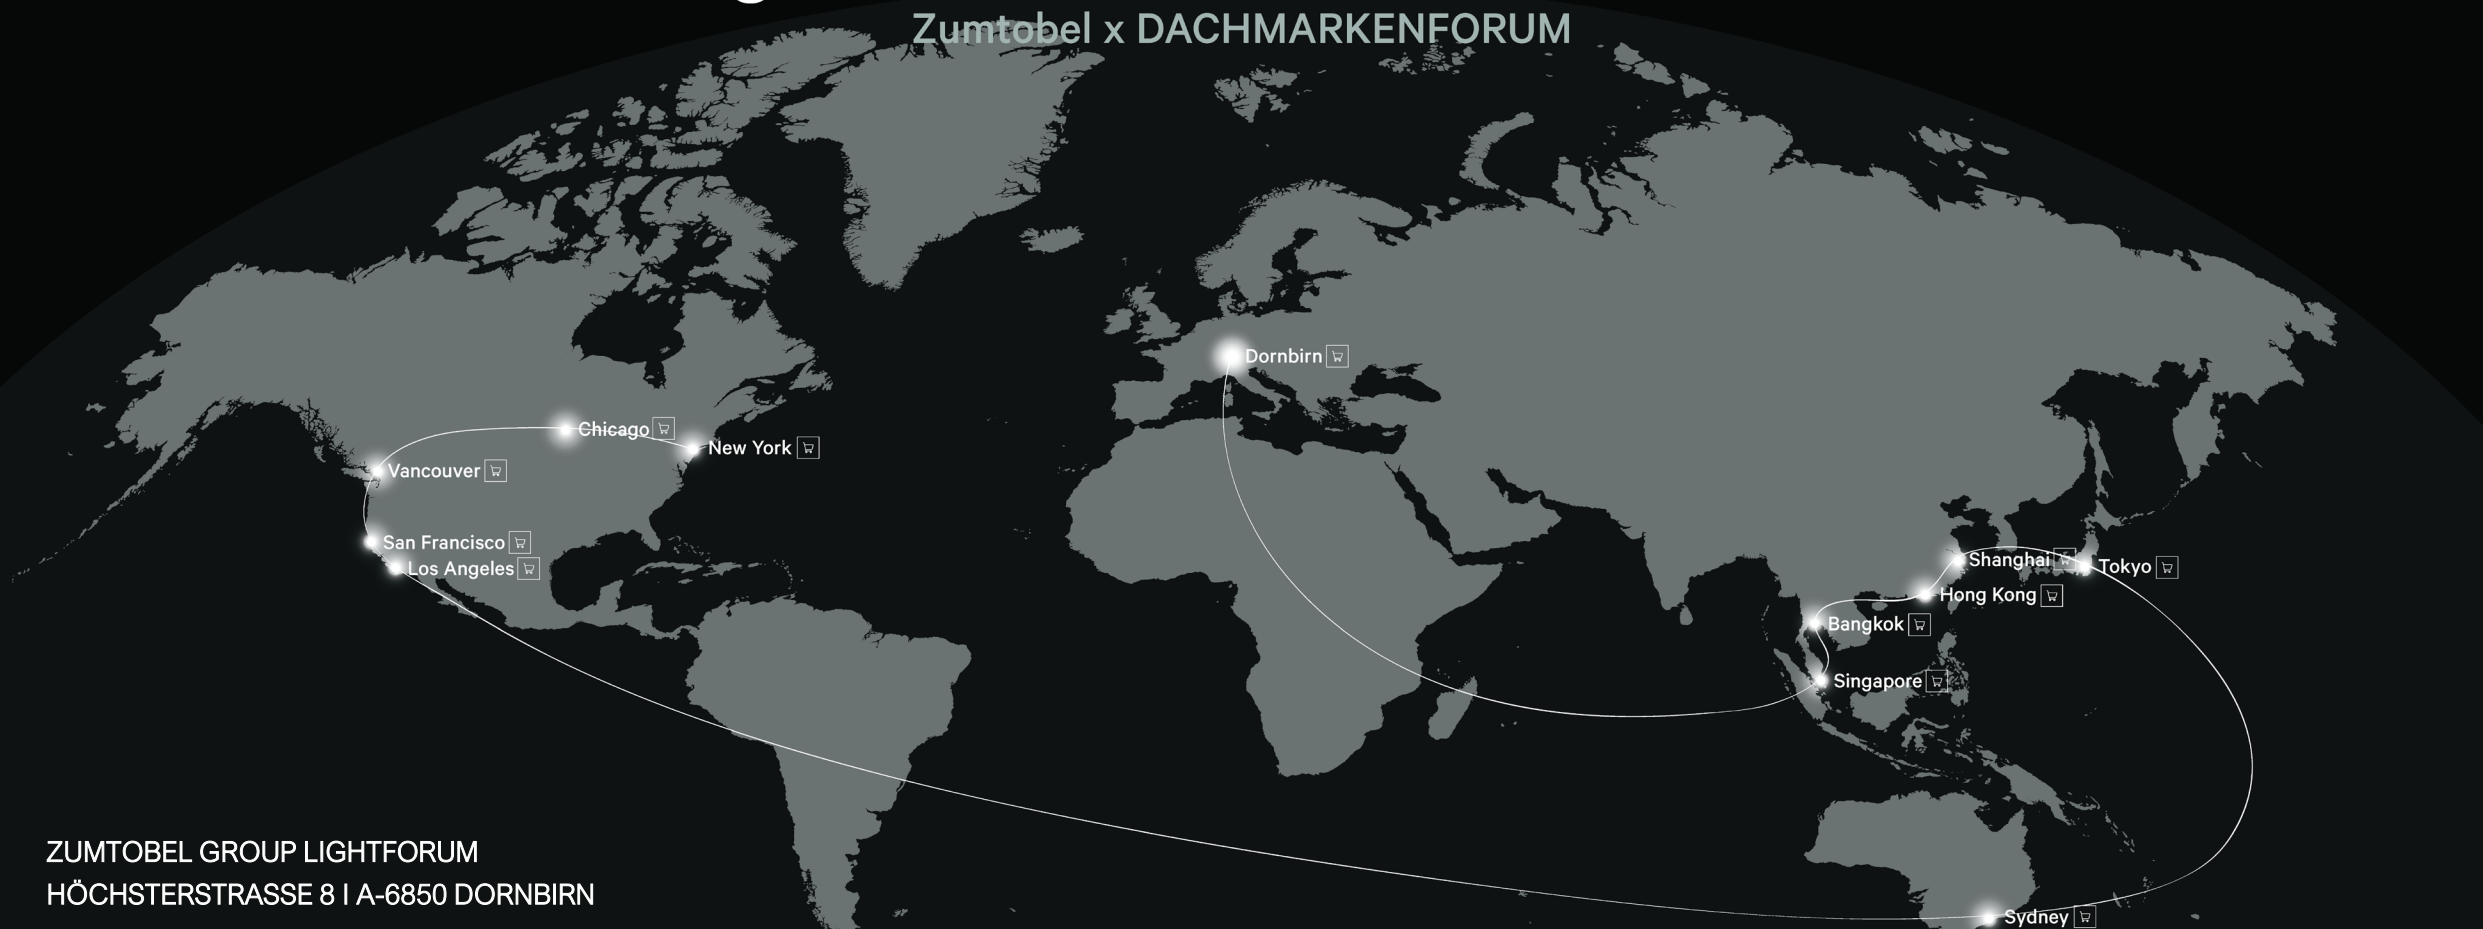 Zumtobel x DACHMARKENFORUM
Dornbirn
Chicago
New York
Vancouver
San Francisco
Los Angeles
Shanghai
Tokyo
Hong Kong
Bangkok
Singapore
ZUMTOBEL GROUP LIGHTFORUM
HÖCHSTERSTRASSE 8 I A-6850 DORNBIRN
Sydney